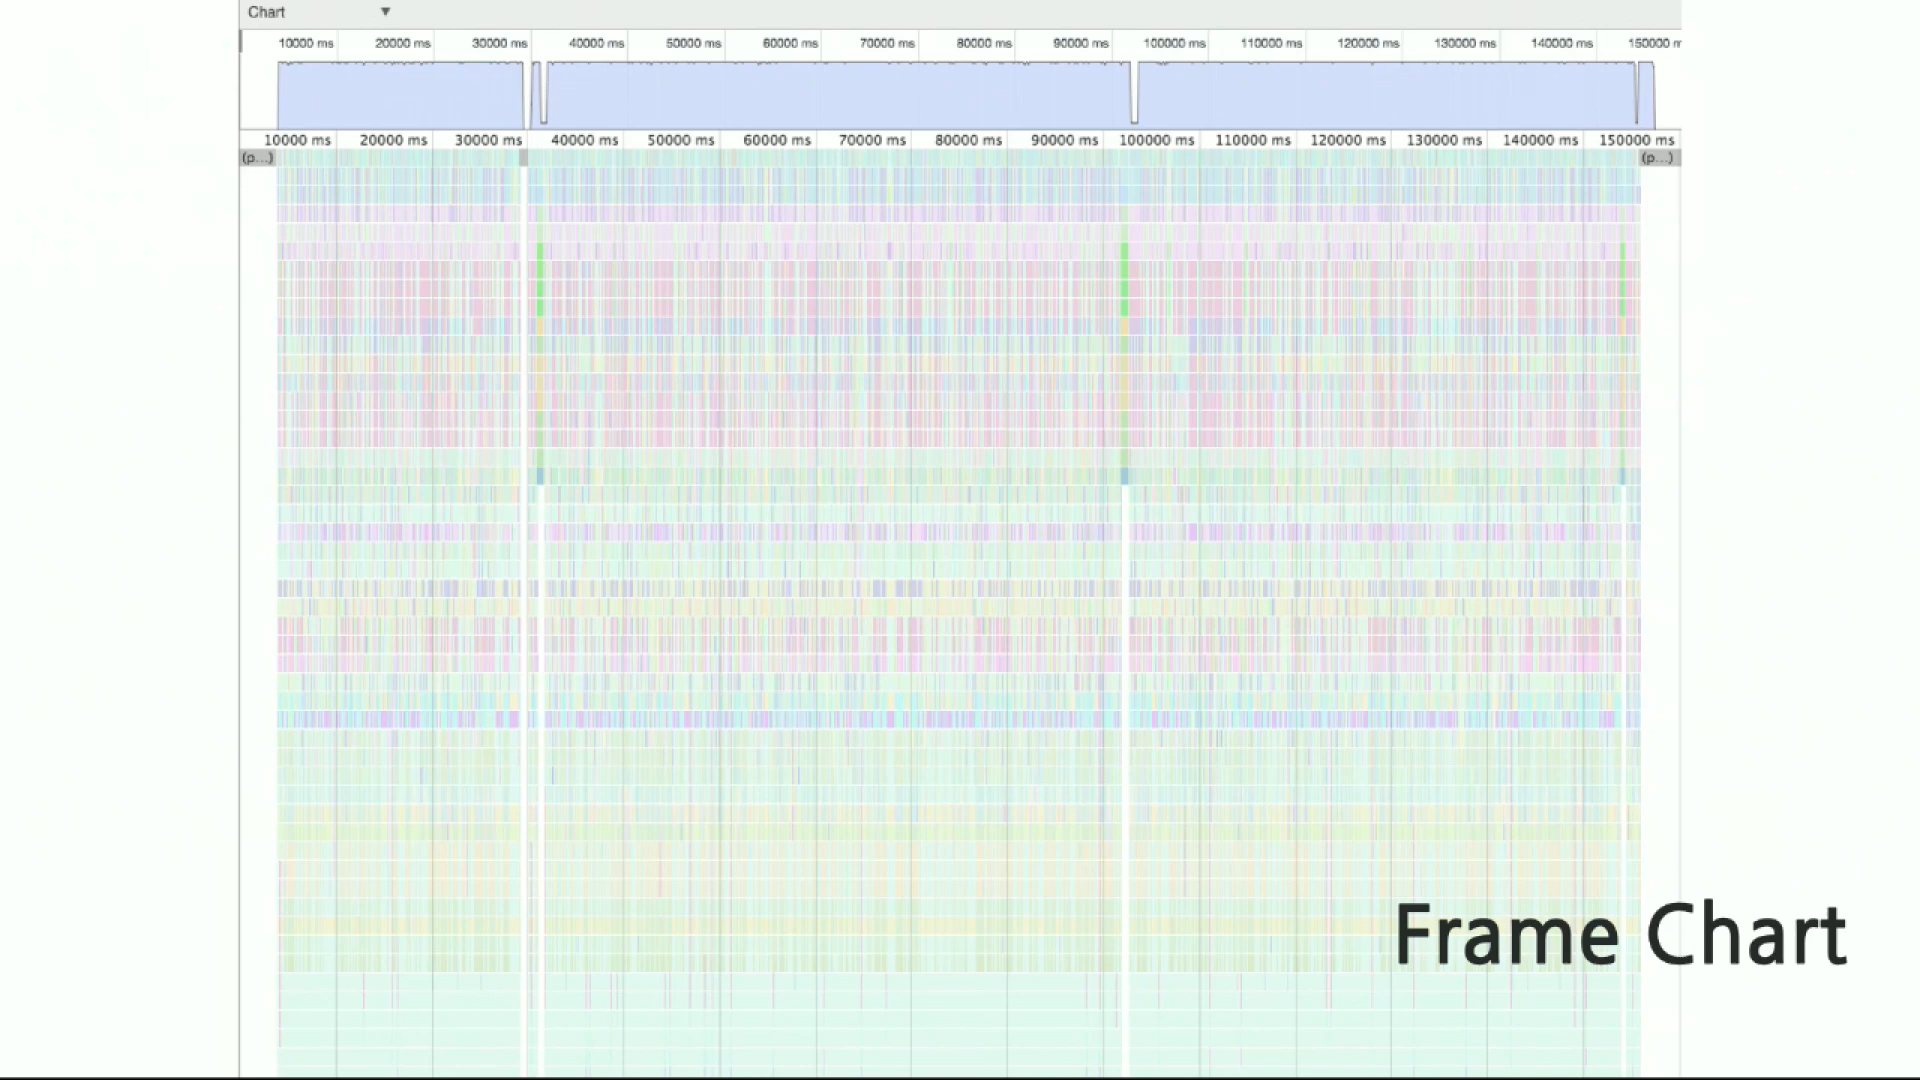 Chart ▼
10000 ms 20000 ms 30000 ms 40000 ms 50000 ms 60000 ms 70000 ms 80000 ms 90000 ms 100000 ms 110000 ms 120000 ms 130000 ms 140000 ms 150000 m
10000 ms 20000 ms 30000 ms 40000 ms 50000 ms 60000 ms 70000 ms 80000 ms 90000 ms 100000 ms 110000 ms 120000 ms 130000 ms 140000 ms 150000 ms
(p...) (p...)
Frame Chart